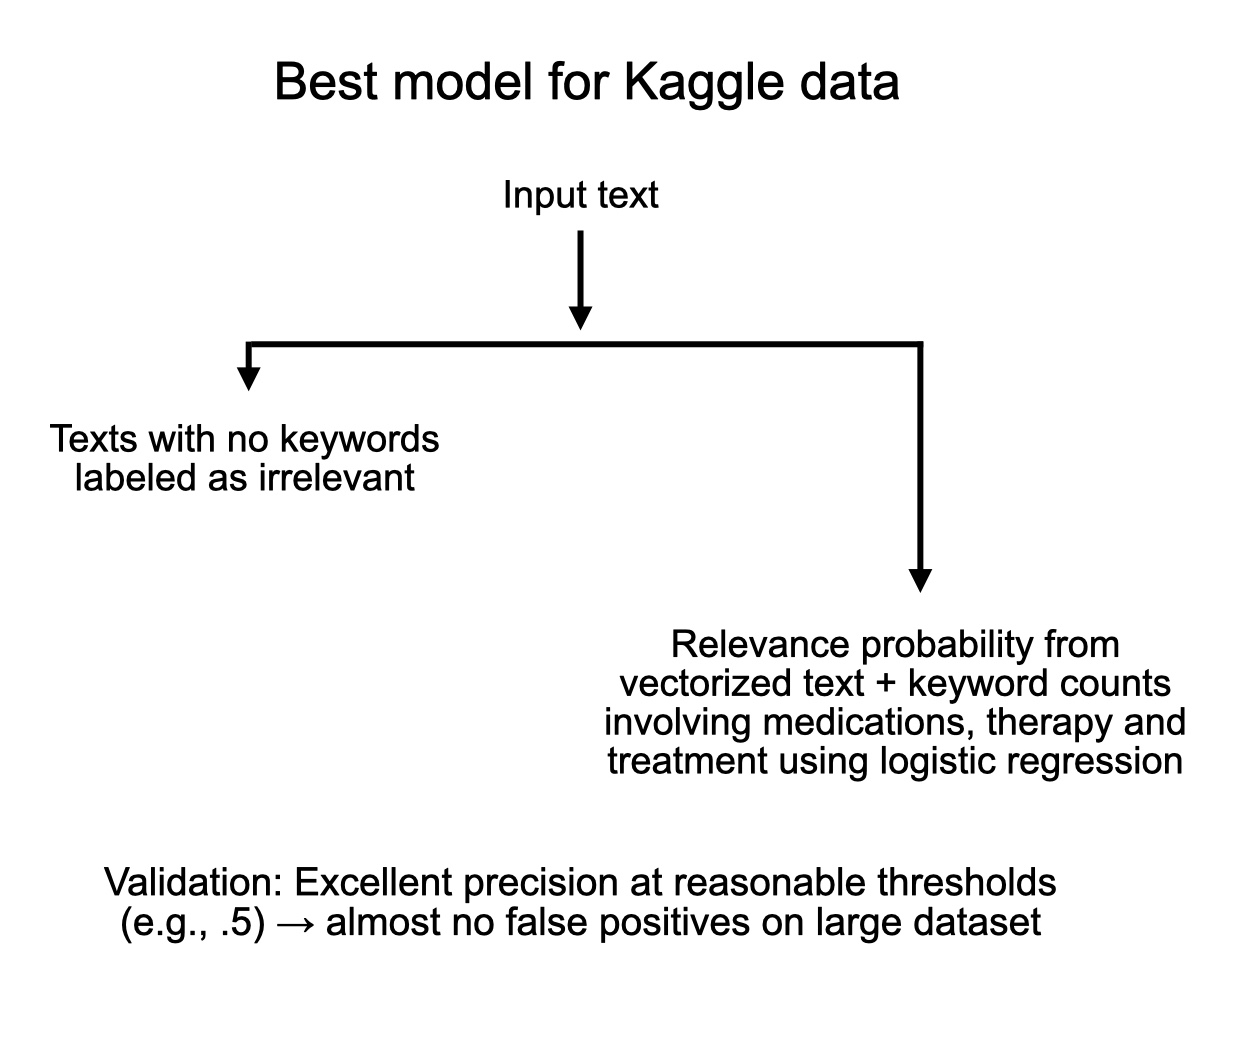 Best model for Kaggle data
Input text
Texts with no keywords
labeled as irrelevant
Relevance probability from
vectorized text + keyword counts
involving medications, therapy and
treatment using logistic regression
Validation: Excellent precision at reasonable thresholds
(e.g., .5) → almost no false positives on large dataset